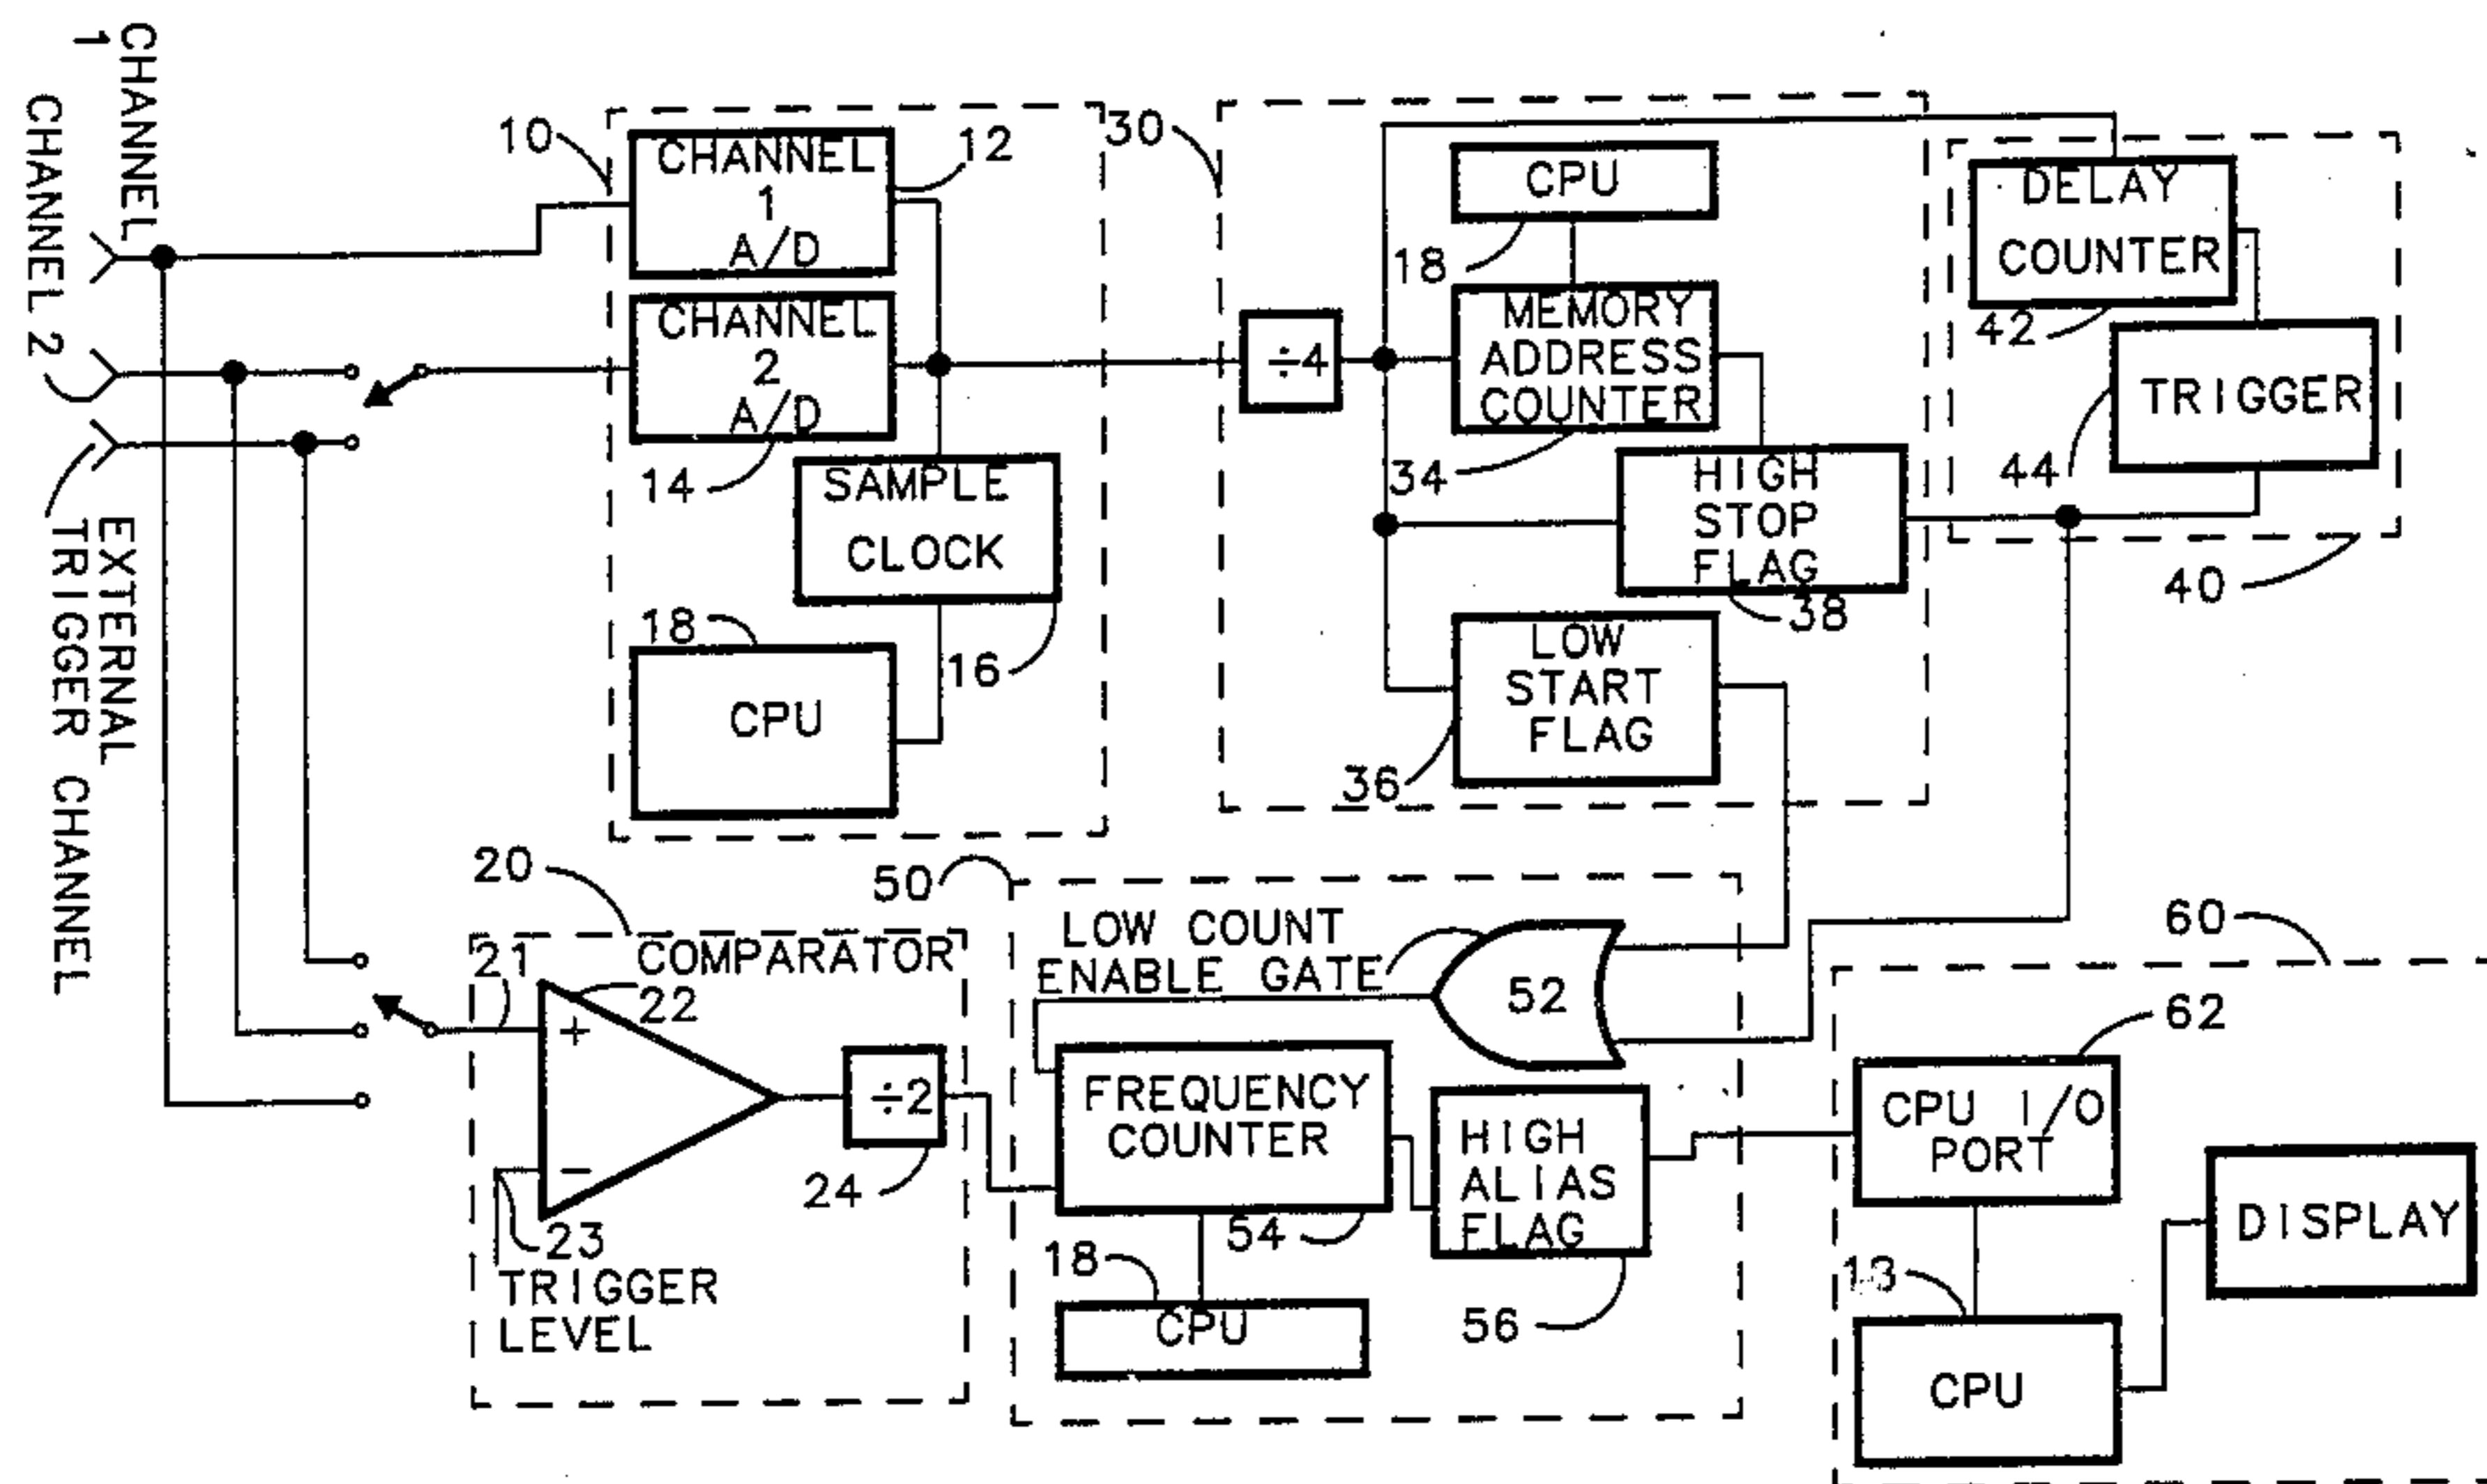 CHANNEL
1
CHANNEL 2
EXTERNAL
TRIGGER CHANNEL
10
CHANNEL
1
A/D
12
CHANNEL
2
A/D
14
SAMPLE
CLOCK
16
18
CPU
30
÷4
CPU
18
MEMORY
ADDRESS
COUNTER
34
HIGH
STOP
FLAG
38
LOW
START
FLAG
36
DELAY
COUNTER
42
TRIGGER
44
40
20
COMPARATOR
21
22
+
−
23
TRIGGER
LEVEL
÷2
24
50
LOW COUNT
ENABLE GATE
52
FREQUENCY
COUNTER
54
18
CPU
HIGH
ALIAS
FLAG
56
60
62
CPU I/O
PORT
CPU
DISPLAY